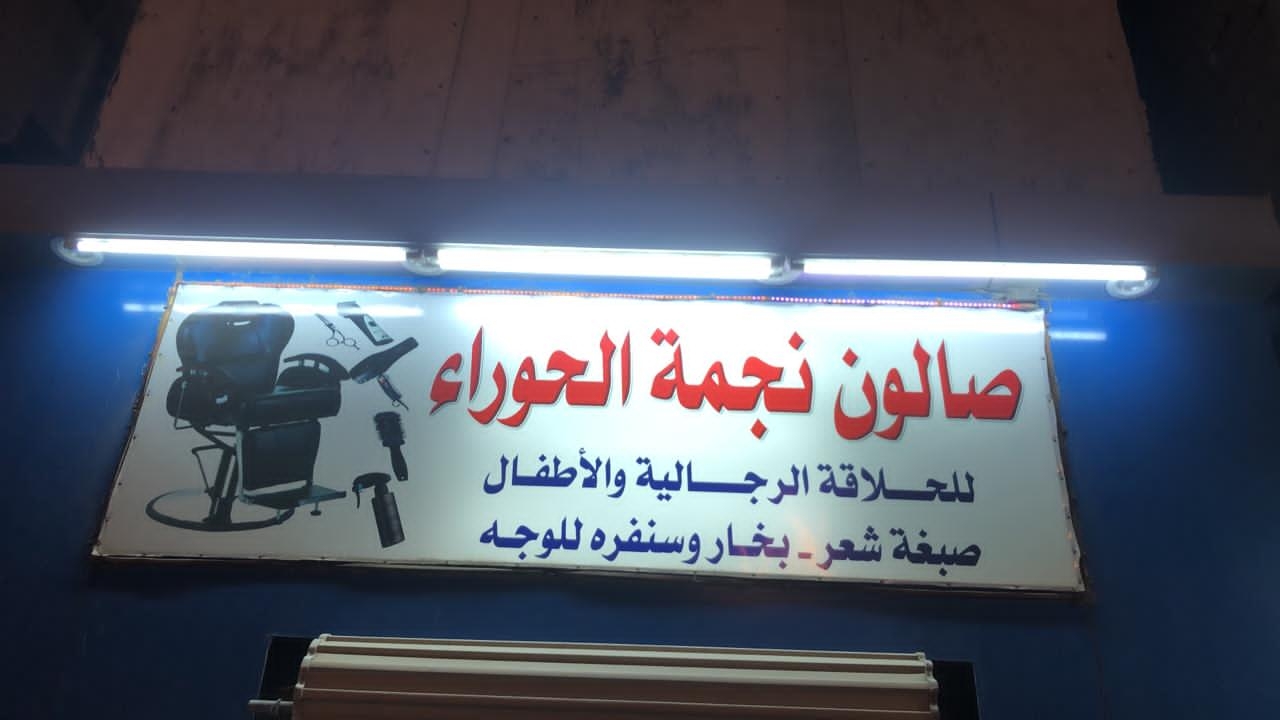 صالون نجمة الحوراء
للحلاقة الرجالية والأطفال
صبغة شعر - بخار وسنفره للوجه